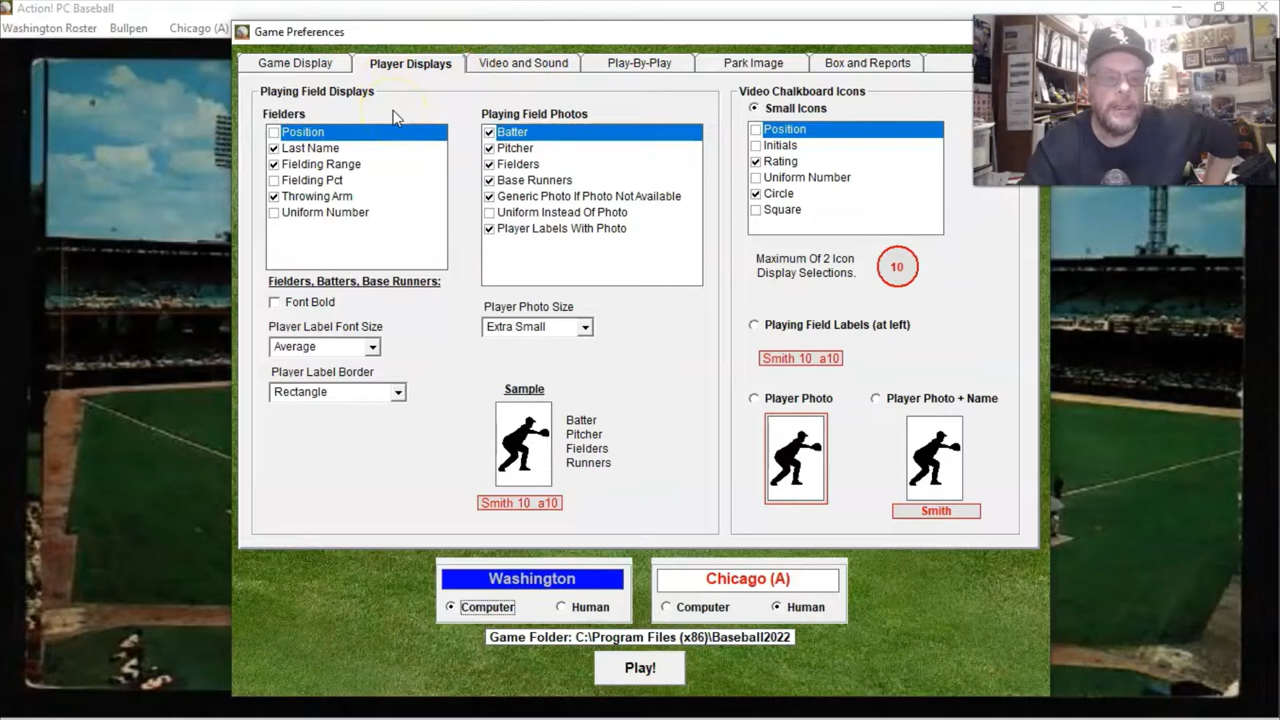 Action! PC Baseball
Washington Roster Bullpen Chicago (A)
Game Preferences
Game Display Player Displays Video and Sound Play-By-Play Park Image Box and Reports
Playing Field Displays
Fielders
Position
Last Name
Fielding Range
Fielding Pct
Throwing Arm
Uniform Number
Fielders, Batters, Base Runners:
Font Bold
Player Label Font Size
Average
Player Label Border
Rectangle
Playing Field Photos
Batter
Pitcher
Fielders
Base Runners
Generic Photo If Photo Not Available
Uniform Instead Of Photo
Player Labels With Photo
Player Photo Size
Extra Small
Sample
Batter
Pitcher
Fielders
Runners
Smith 10 a10
Video Chalkboard Icons
Small Icons
Position
Initials
Rating
Uniform Number
Circle
Square
Maximum Of 2 Icon
Display Selections.
10
Playing Field Labels (at left)
Smith 10 a10
Player Photo
Player Photo + Name
Smith
Washington
Computer Human
Chicago (A)
Computer Human
Game Folder: C:\Program Files (x86)\Baseball2022
Play!